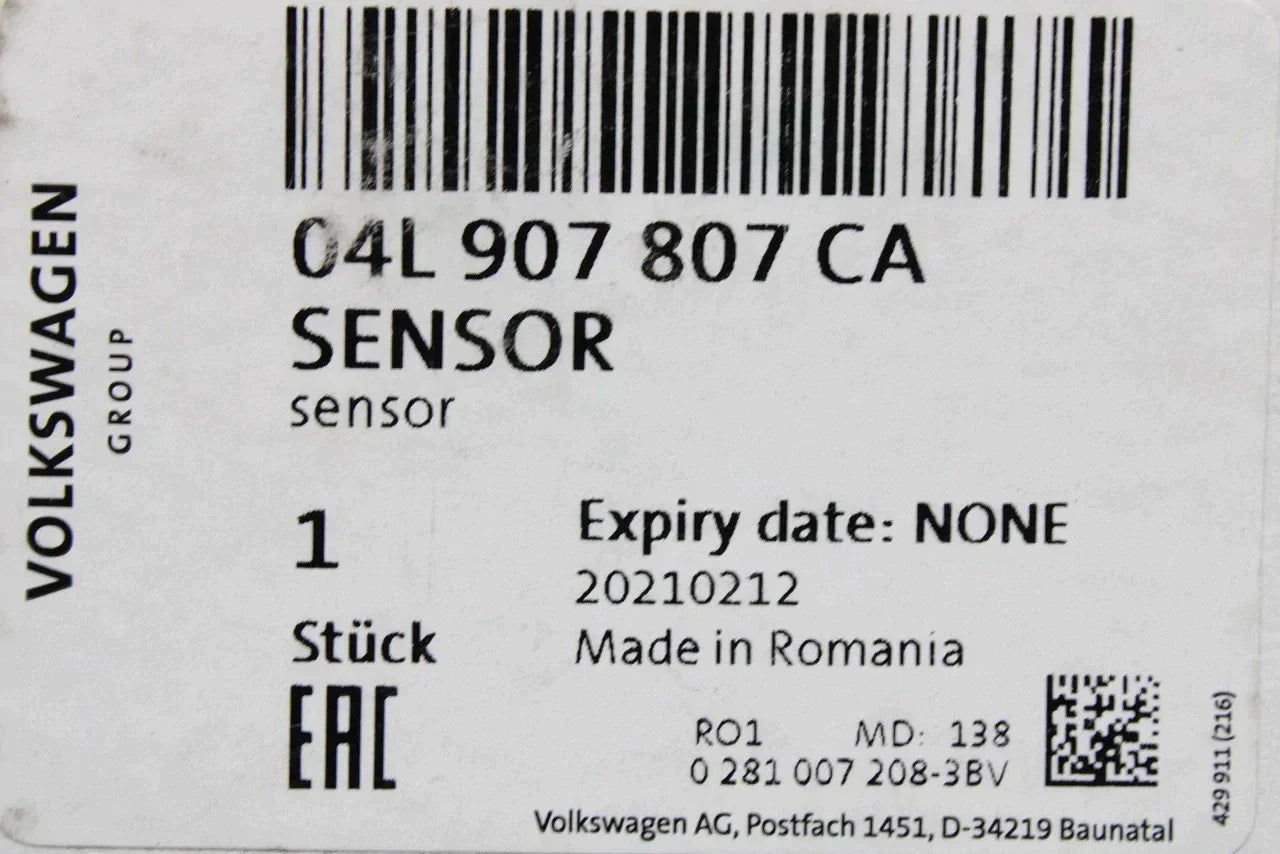 VOLKSWAGEN
GROUP
04L 907 807 CA
SENSOR
sensor
1
Expiry date: NONE
20210212
Stück
Made in Romania
EAC
RO1 MD: 138
0 281 007 208-3BV
429 911 (216)
Volkswagen AG, Postfach 1451, D-34219 Baunatal